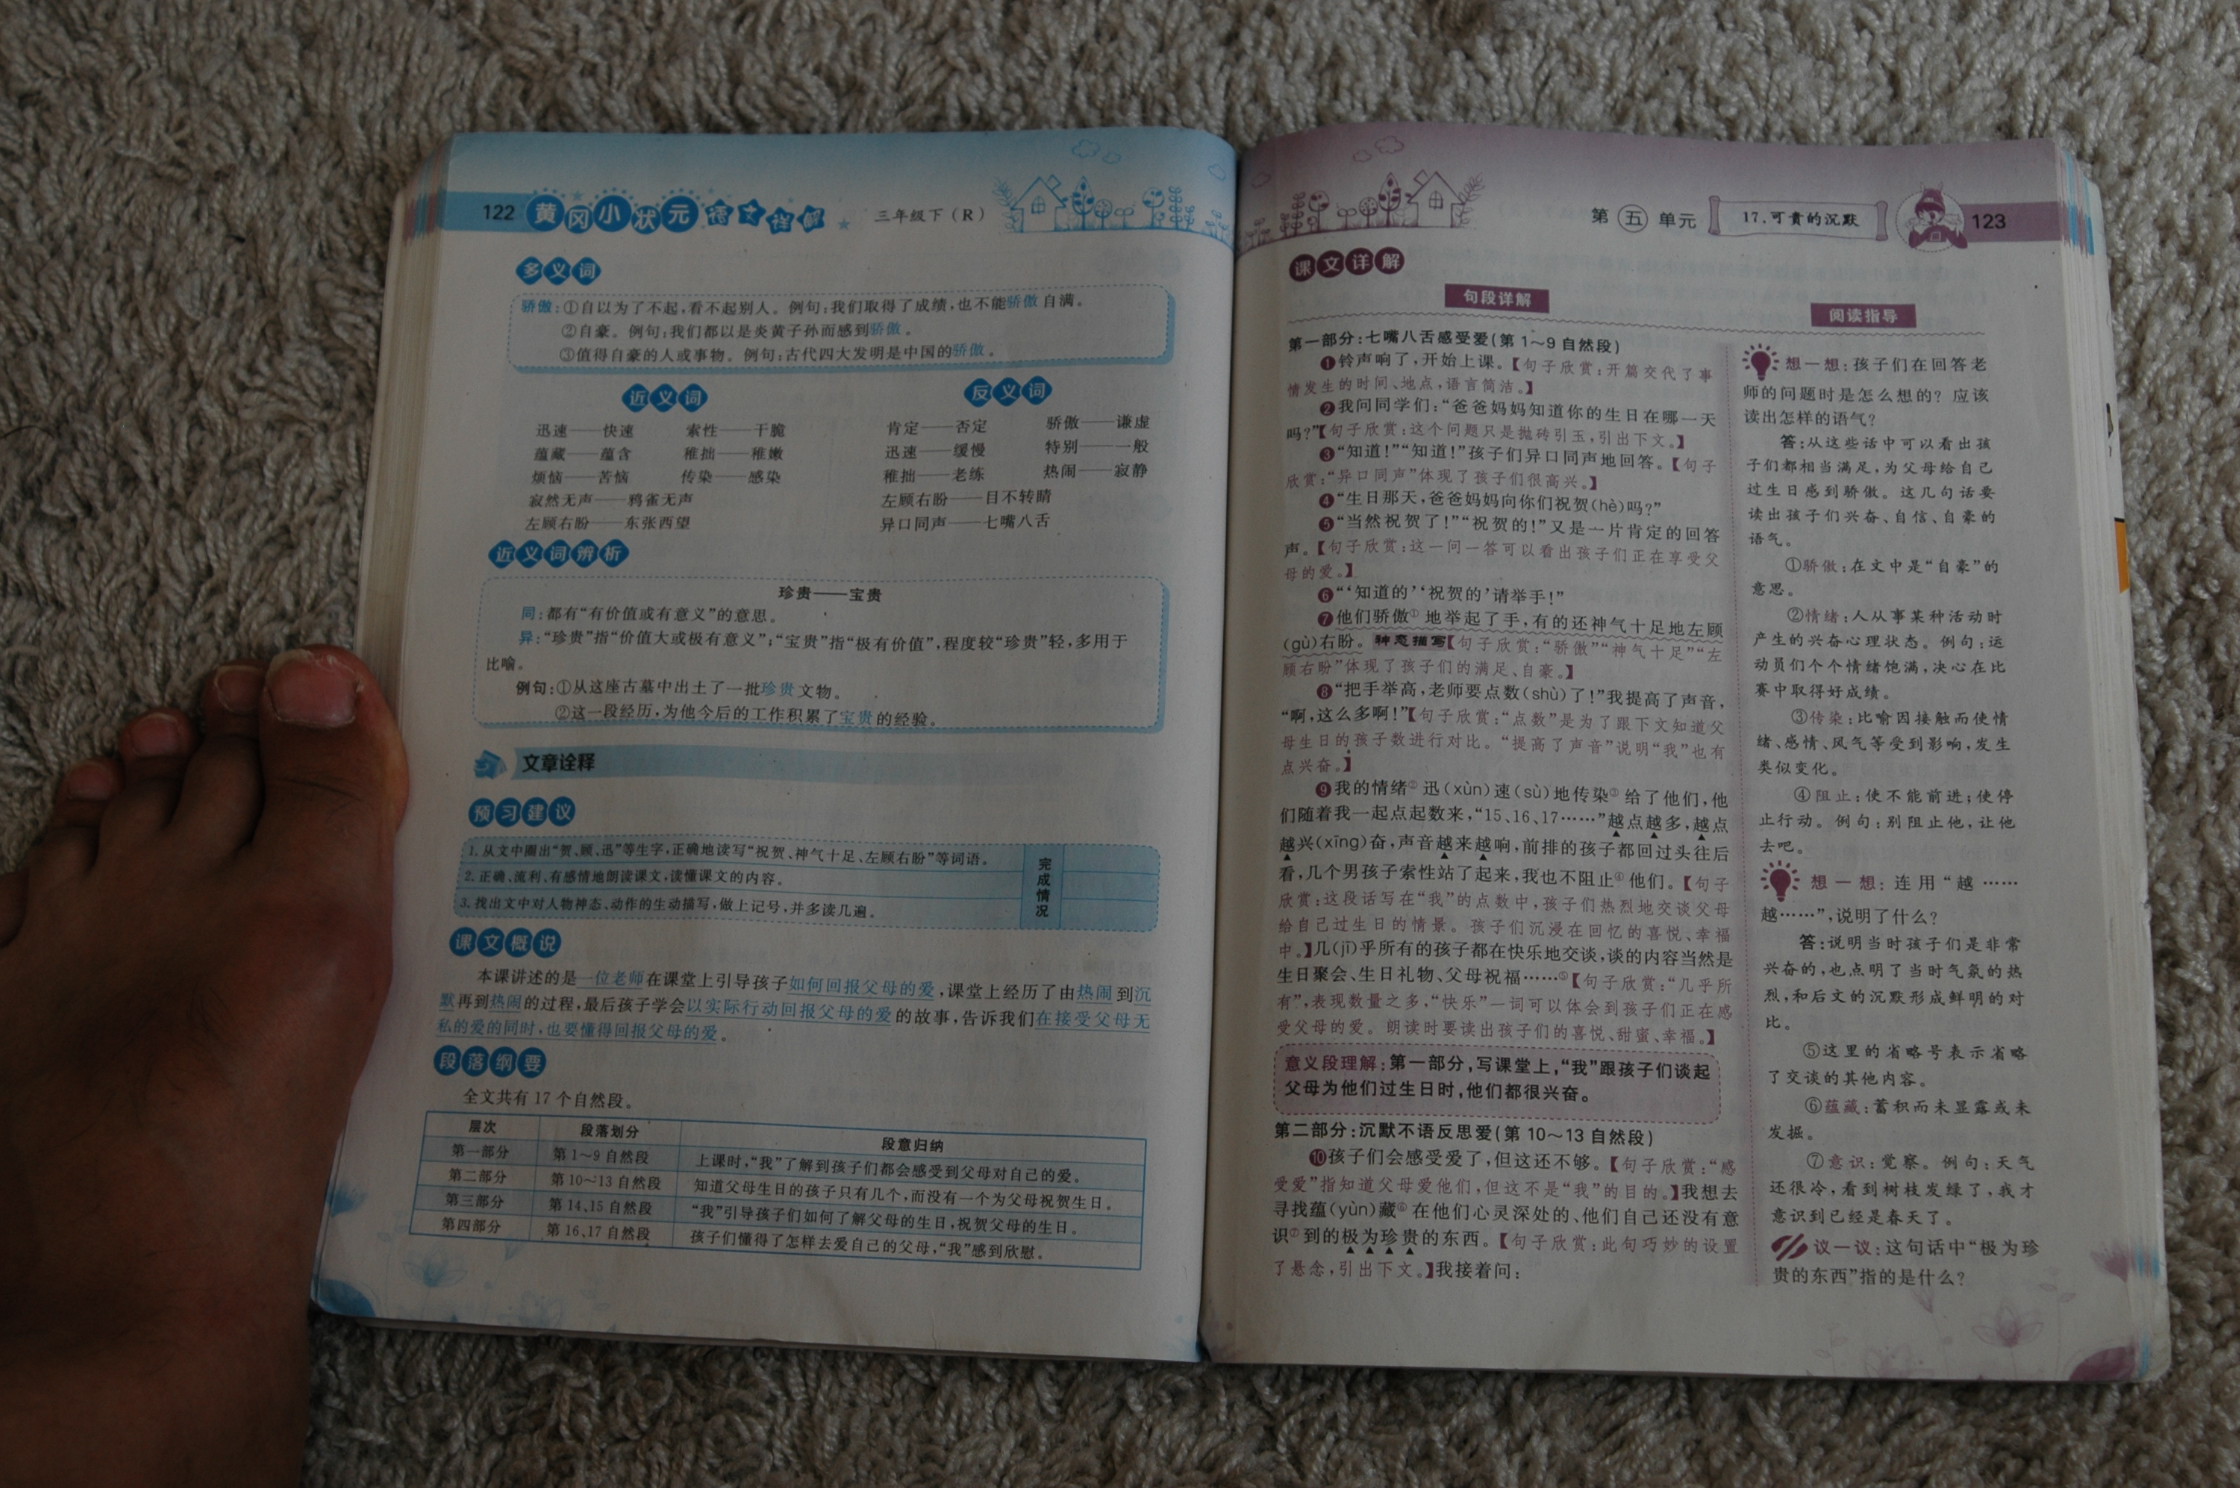 122 黄冈小状元 语文详解 ★ 三年级下(R)
多义词
骄傲：①自以为了不起，看不起别人。例句：我们取得了成绩，也不能骄傲自满。
②自豪。例句：我们都以是炎黄子孙而感到骄傲。
③值得自豪的人或事物。例句：古代四大发明是中国的骄傲。
近义词
迅速——快速 索性——干脆
蕴藏——蕴含 稚拙——稚嫩
烦恼——苦恼 传染——感染
寂然无声——鸦雀无声
左顾右盼——东张西望
反义词
肯定——否定 骄傲——谦虚
迅速——缓慢 特别——一般
稚拙——老练 热闹——寂静
左顾右盼——目不转睛
异口同声——七嘴八舌
近义词辨析
珍贵——宝贵
同：都有“有价值或有意义”的意思。
异：“珍贵”指“价值大或极有意义”；“宝贵”指“极有价值”，程度较“珍贵”轻，多用于
比喻。
例句：①从这座古墓中出土了一批珍贵文物。
②这一段经历，为他今后的工作积累了宝贵的经验。
文章诠释
预习建议
1.从文中圈出“贺、顾、迅”等生字，正确地读写“祝贺、神气十足、左顾右盼”等词语。
2.正确、流利、有感情地朗读课文，读懂课文的内容。
3.找出文中对人物神态、动作的生动描写，做上记号，并多读几遍。
完成情况
课文概说
本课讲述的是一位老师在课堂上引导孩子如何回报父母的爱，课堂上经历了由热闹到沉
默再到热闹的过程，最后孩子学会以实际行动回报父母的爱的故事，告诉我们在接受父母无
私的爱的同时，也要懂得回报父母的爱。
段落纲要
全文共有17个自然段。
层次 段落划分 段意归纳
第一部分 第1～9自然段 上课时，“我”了解到孩子们都会感受到父母对自己的爱。
第二部分 第10～13自然段 知道父母生日的孩子只有几个，而没有一个为父母祝贺生日。
第三部分 第14、15自然段 “我”引导孩子们如何了解父母的生日，祝贺父母的生日。
第四部分 第16、17自然段 孩子们懂得了怎样去爱自己的父母，“我”感到欣慰。
第五单元 17.可贵的沉默 123
课文详解
句段详解
第一部分：七嘴八舌感受爱(第1～9自然段)
❶铃声响了，开始上课。【句子欣赏：开篇交代了事
情发生的时间、地点，语言简洁。】
❷我问同学们：“爸爸妈妈知道你的生日在哪一天
吗？”【句子欣赏：这个问题只是抛砖引玉，引出下文。】
❸“知道！”“知道！”孩子们异口同声地回答。【句子
欣赏：“异口同声”体现了孩子们很高兴。】
❹“生日那天，爸爸妈妈向你们祝贺(hè)吗？”
❺“当然祝贺了！”“祝贺的！”又是一片肯定的回答
声。【句子欣赏：这一问一答可以看出孩子们正在享受父
母的爱。】
❻“‘知道的’‘祝贺的’请举手！”
❼他们骄傲①地举起了手，有的还神气十足地左顾
(gù)右盼。神态描写【句子欣赏：“骄傲”“神气十足”“左
顾右盼”体现了孩子们的满足、自豪。】
❽“把手举高，老师要点数(shù)了！”我提高了声音，
“啊，这么多啊！”【句子欣赏：“点数”是为了跟下文知道父
母生日的孩子数进行对比。“提高了声音”说明“我”也有
点兴奋。】
❾我的情绪②迅(xùn)速(sù)地传染③给了他们，他
们随着我一起点起数来，“15、16、17……”越点越多，越点
越兴(xīng)奋，声音越来越响，前排的孩子都回过头往后
看，几个男孩子索性站了起来，我也不阻止④他们。【句子
欣赏：这段话写在“我”的点数中，孩子们热烈地交谈父母
给自己过生日的情景。孩子们沉浸在回忆的喜悦、幸福
中。】几(jī)乎所有的孩子都在快乐地交谈，谈的内容当然是
生日聚会、生日礼物、父母祝福……⑤【句子欣赏：“几乎所
有”，表现数量之多，“快乐”一词可以体会到孩子们正在感
受父母的爱。朗读时要读出孩子们的喜悦、甜蜜、幸福。】
意义段理解：第一部分，写课堂上，“我”跟孩子们谈起
父母为他们过生日时，他们都很兴奋。
第二部分：沉默不语反思爱(第10～13自然段)
❿孩子们会感受爱了，但这还不够。【句子欣赏：“感
受爱”指知道父母爱他们，但这不是“我”的目的。】我想去
寻找蕴(yùn)藏⑥在他们心灵深处的、他们自己还没有意
识⑦到的极为珍贵的东西。【句子欣赏：此句巧妙的设置
了悬念，引出下文。】我接着问：
阅读指导
想一想：孩子们在回答老
师的问题时是怎么想的？应该
读出怎样的语气？
答：从这些话中可以看出孩
子们都相当满足，为父母给自己
过生日感到骄傲。这几句话要
读出孩子们兴奋、自信、自豪的
语气。
①骄傲：在文中是“自豪”的
意思。
②情绪：人从事某种活动时
产生的兴奋心理状态。例句：运
动员们个个情绪饱满，决心在比
赛中取得好成绩。
③传染：比喻因接触而使情
绪、感情、风气等受到影响，发生
类似变化。
④阻止：使不能前进；使停
止行动。例句：别阻止他，让他
去吧。
想一想：连用“越……
越……”，说明了什么？
答：说明当时孩子们是非常
兴奋的，也点明了当时气氛的热
烈，和后文的沉默形成鲜明的对
比。
⑤这里的省略号表示省略
了交谈的其他内容。
⑥蕴藏：蓄积而未显露或未
发掘。
⑦意识：觉察。例句：天气
还很冷，看到树枝发绿了，我才
意识到已经是春天了。
议一议：这句话中“极为珍
贵的东西”指的是什么？